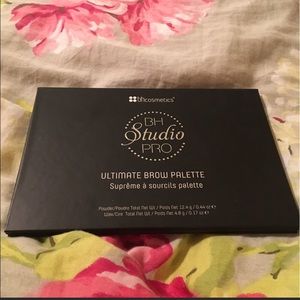 bhcosmetics®
BH
Studio
PRO
ULTIMATE BROW PALETTE
Suprême à sourcils palette
Powder/Poudre Total Net Wt / Poids Net 12.4 g / 0.44 oz ℮
Wax/Cire Total Net Wt / Poids Net 4.8 g / 0.17 oz ℮